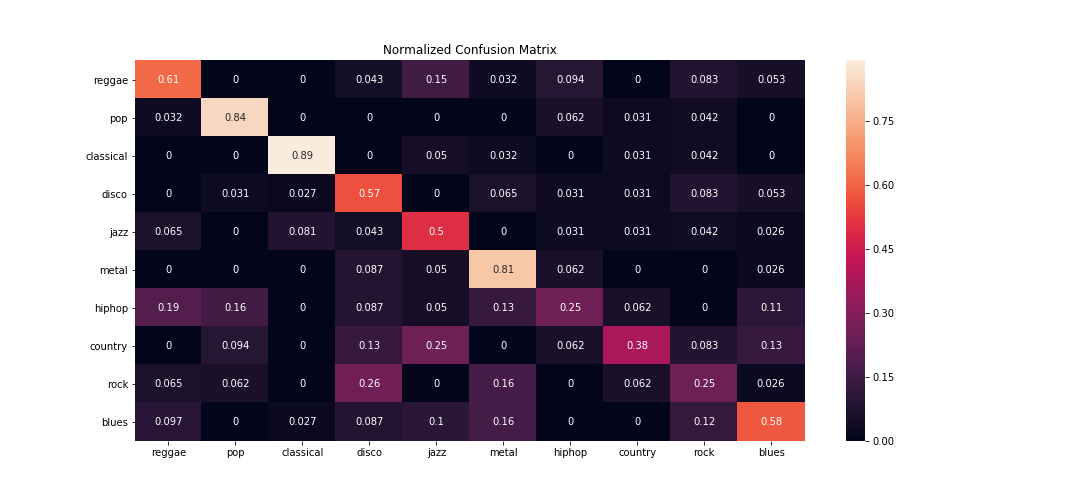 Normalized Confusion Matrix
reggae 0.61 0 0 0.043 0.15 0.032 0.094 0 0.083 0.053
pop 0.032 0.84 0 0 0 0 0.062 0.031 0.042 0
classical 0 0 0.89 0 0.05 0.032 0 0.031 0.042 0
disco 0 0.031 0.027 0.57 0 0.065 0.031 0.031 0.083 0.053
jazz 0.065 0 0.081 0.043 0.5 0 0.031 0.031 0.042 0.026
metal 0 0 0 0.087 0.05 0.81 0.062 0 0 0.026
hiphop 0.19 0.16 0 0.087 0.05 0.13 0.25 0.062 0 0.11
country 0 0.094 0 0.13 0.25 0 0.062 0.38 0.083 0.13
rock 0.065 0.062 0 0.26 0 0.16 0 0.062 0.25 0.026
blues 0.097 0 0.027 0.087 0.1 0.16 0 0 0.12 0.58
reggae pop classical disco jazz metal hiphop country rock blues
0.75
0.60
0.45
0.30
0.15
0.00